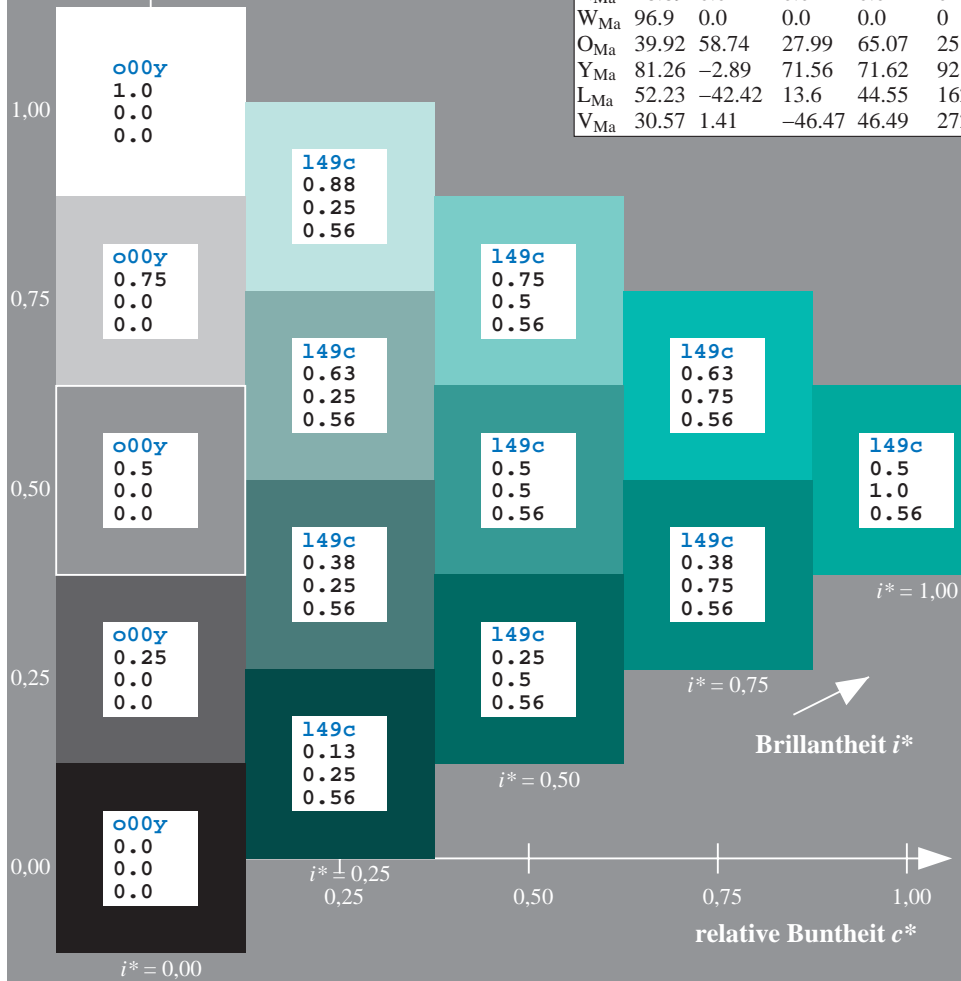 W_Ma 96.9 0.0 0.0 0.0 0
O_Ma 39.92 58.74 27.99 65.07 25
Y_Ma 81.26 −2.89 71.56 71.62 92
L_Ma 52.23 −42.42 13.6 44.55
V_Ma 30.57 1.41 −46.47 46.49
1,00
0,75
0,50
0,25
0,00
o00y
1.0
0.0
0.0
o00y
0.75
0.0
0.0
o00y
0.5
0.0
0.0
o00y
0.25
0.0
0.0
o00y
0.0
0.0
0.0
i* = 0,00
l49c
0.88
0.25
0.56
l49c
0.63
0.25
0.56
l49c
0.38
0.25
0.56
l49c
0.13
0.25
0.56
i* = 0,25
l49c
0.75
0.5
0.56
l49c
0.5
0.5
0.56
l49c
0.25
0.5
0.56
i* = 0,50
l49c
0.63
0.75
0.56
l49c
0.38
0.75
0.56
i* = 0,75
l49c
0.5
1.0
0.56
i* = 1,00
Brillantheit i*
0,25 0,50 0,75 1,00
relative Buntheit c*